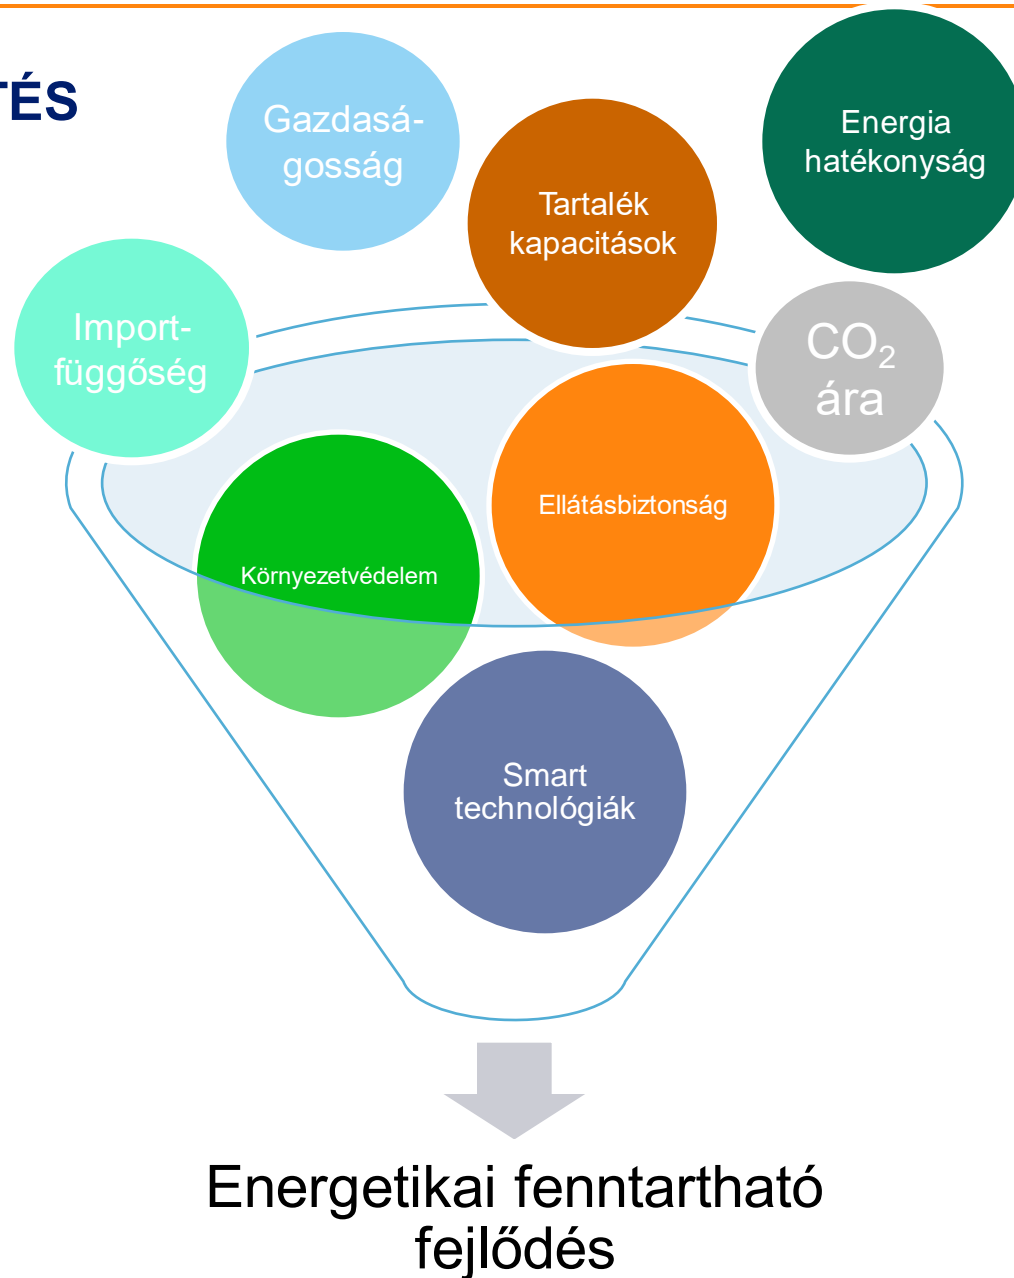 TÉS
Gazdasá-
gosság
Energia
hatékonyság
Tartalék
kapacitások
Import-
függőség
CO₂
ára
Ellátásbiztonság
Környezetvédelem
Smart
technológiák
Energetikai fenntartható
fejlődés